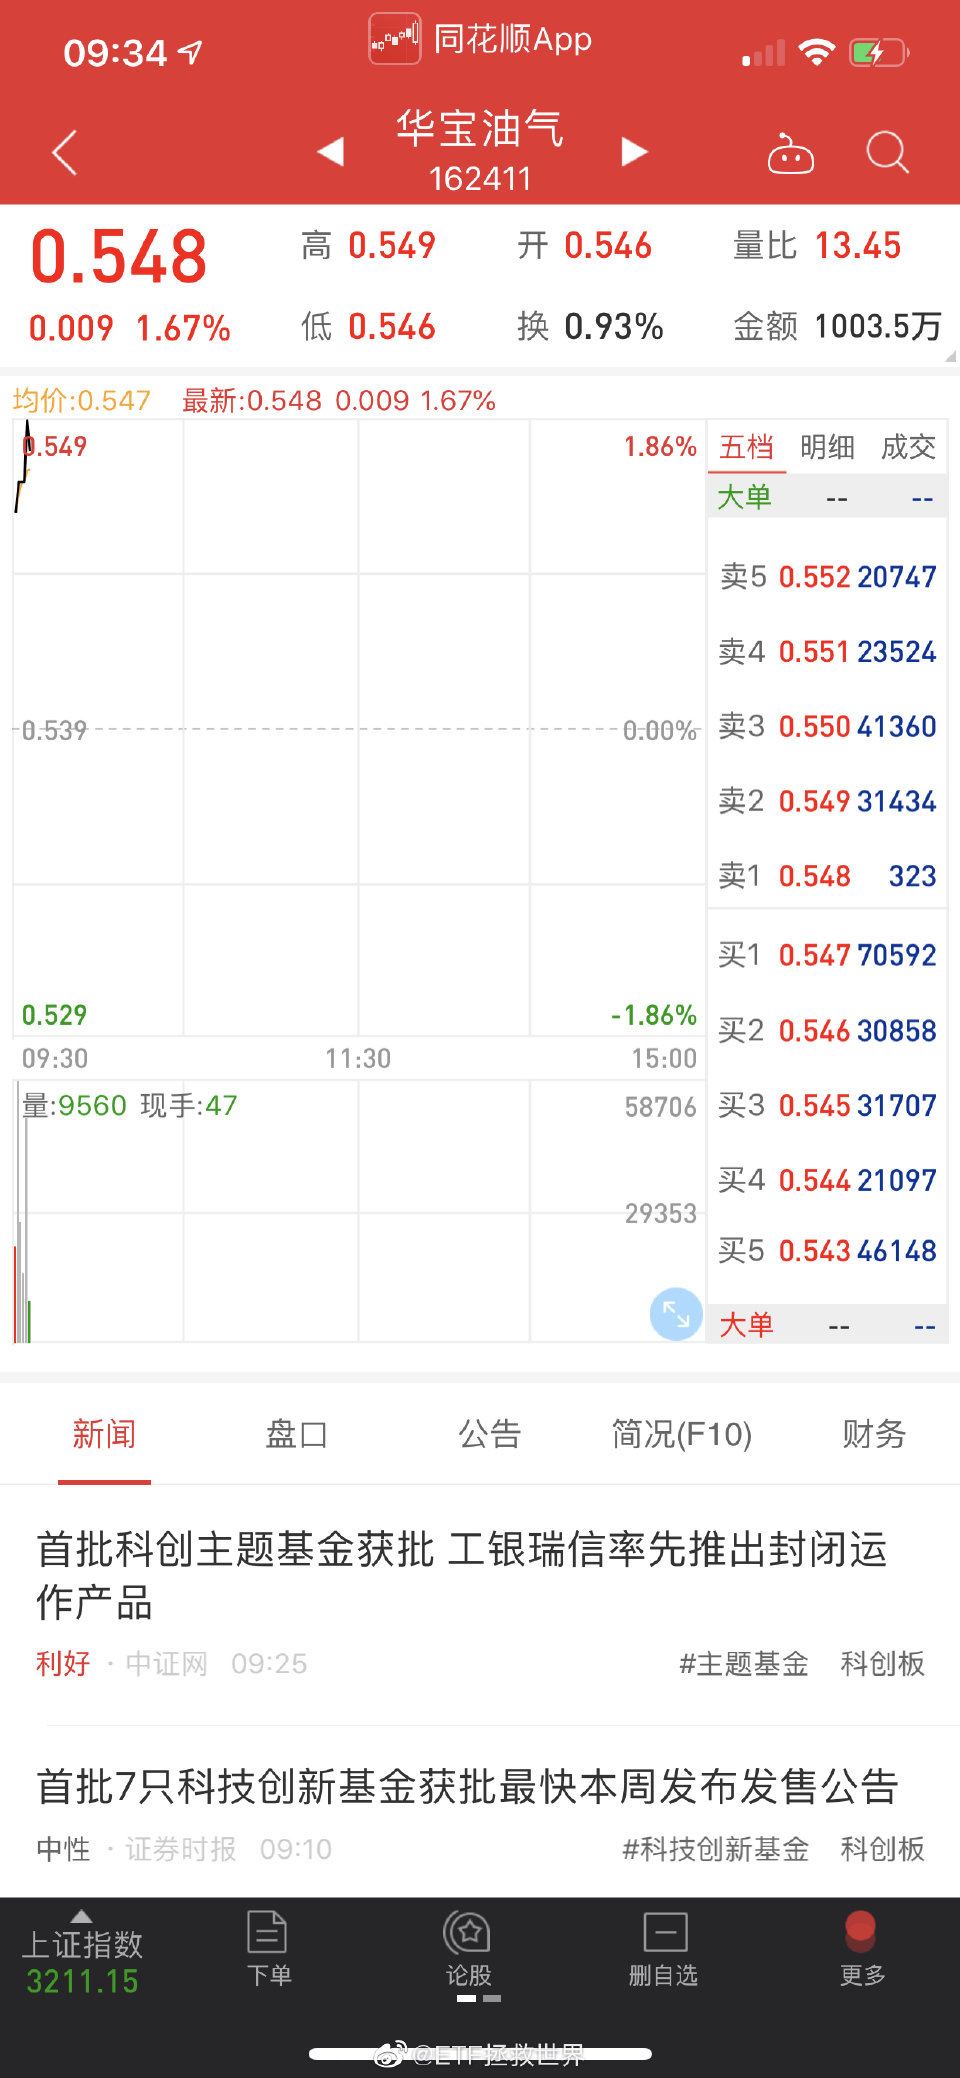 09:34 同花顺App
华宝油气
162411
0.548 高 0.549 开 0.546 量比 13.45
0.009 1.67% 低 0.546 换 0.93% 金额 1003.5万
均价:0.547 最新:0.548 0.009 1.67%
0.549 1.86% 五档 明细 成交
大单 -- --
卖5 0.552 20747
卖4 0.551 23524
0.539 0.00% 卖3 0.550 41360
卖2 0.549 31434
卖1 0.548 323
买1 0.547 70592
0.529 -1.86% 买2 0.546 30858
09:30 11:30 15:00
量:9560 现手:47 58706 买3 0.545 31707
买4 0.544 21097
29353
买5 0.543 46148
大单 -- --
新闻 盘口 公告 简况(F10) 财务
首批科创主题基金获批 工银瑞信率先推出封闭运
作产品
利好 · 中证网 09:25 #主题基金 科创板
首批7只科技创新基金获批最快本周发布发售公告
中性 · 证券时报 09:10 #科技创新基金 科创板
上证指数
3211.15 下单 论股 删自选 更多
@ETF拯救世界